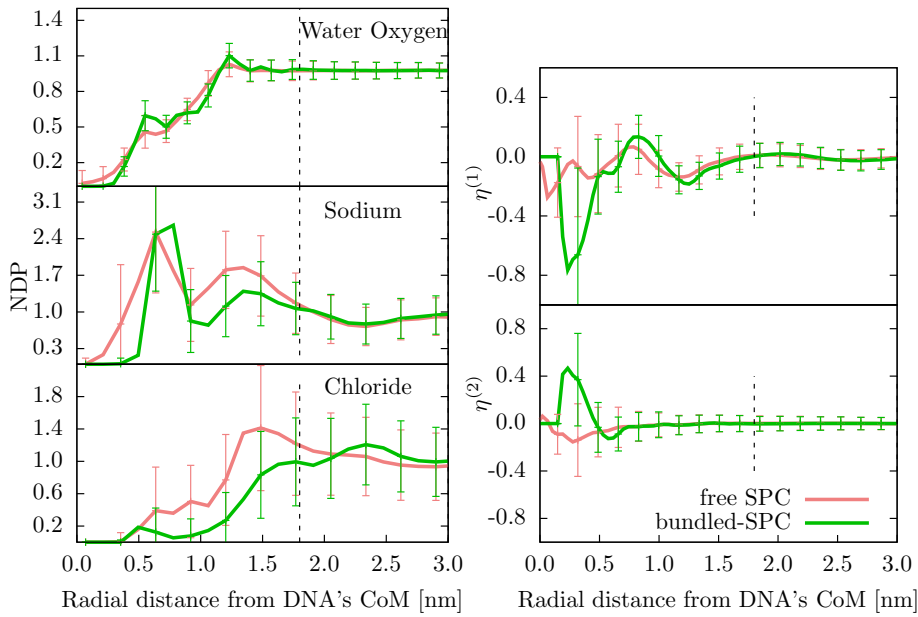 1.4
1.1
0.8
0.5
0.2
Water Oxygen
3.1
2.4
1.7
1.0
0.3
Sodium
NDP
1.4
1.0
0.6
0.2
Chloride
0.0 0.5 1.0 1.5 2.0 2.5 3.0
Radial distance from DNA's CoM [nm]
0.4
0.0
-0.4
-0.8
η(1)
0.8
0.4
0.0
-0.4
-0.8
η(2)
free SPC
bundled-SPC
0.0 0.5 1.0 1.5 2.0 2.5 3.0
Radial distance from DNA's CoM [nm]